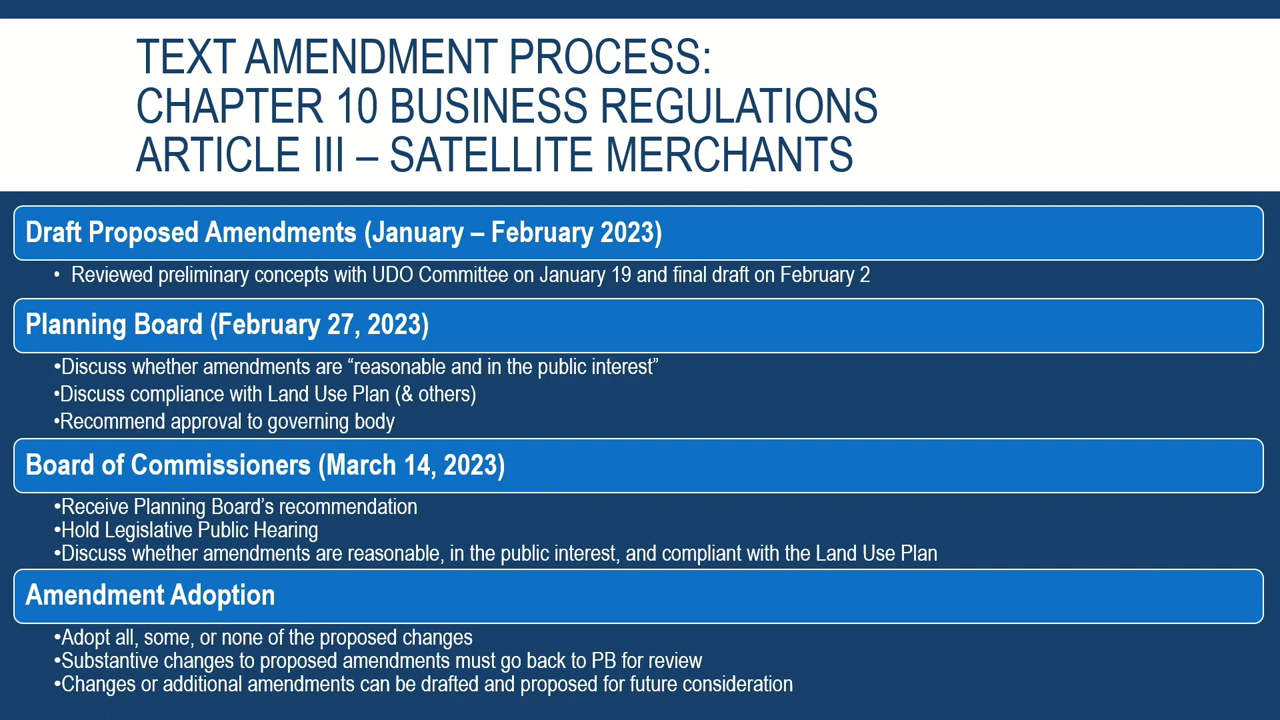 TEXT AMENDMENT PROCESS:
CHAPTER 10 BUSINESS REGULATIONS
ARTICLE III – SATELLITE MERCHANTS
Draft Proposed Amendments (January – February 2023)
• Reviewed preliminary concepts with UDO Committee on January 19 and final draft on February 2
Planning Board (February 27, 2023)
•Discuss whether amendments are “reasonable and in the public interest”
•Discuss compliance with Land Use Plan (& others)
•Recommend approval to governing body
Board of Commissioners (March 14, 2023)
•Receive Planning Board’s recommendation
•Hold Legislative Public Hearing
•Discuss whether amendments are reasonable, in the public interest, and compliant with the Land Use Plan
Amendment Adoption
•Adopt all, some, or none of the proposed changes
•Substantive changes to proposed amendments must go back to PB for review
•Changes or additional amendments can be drafted and proposed for future consideration